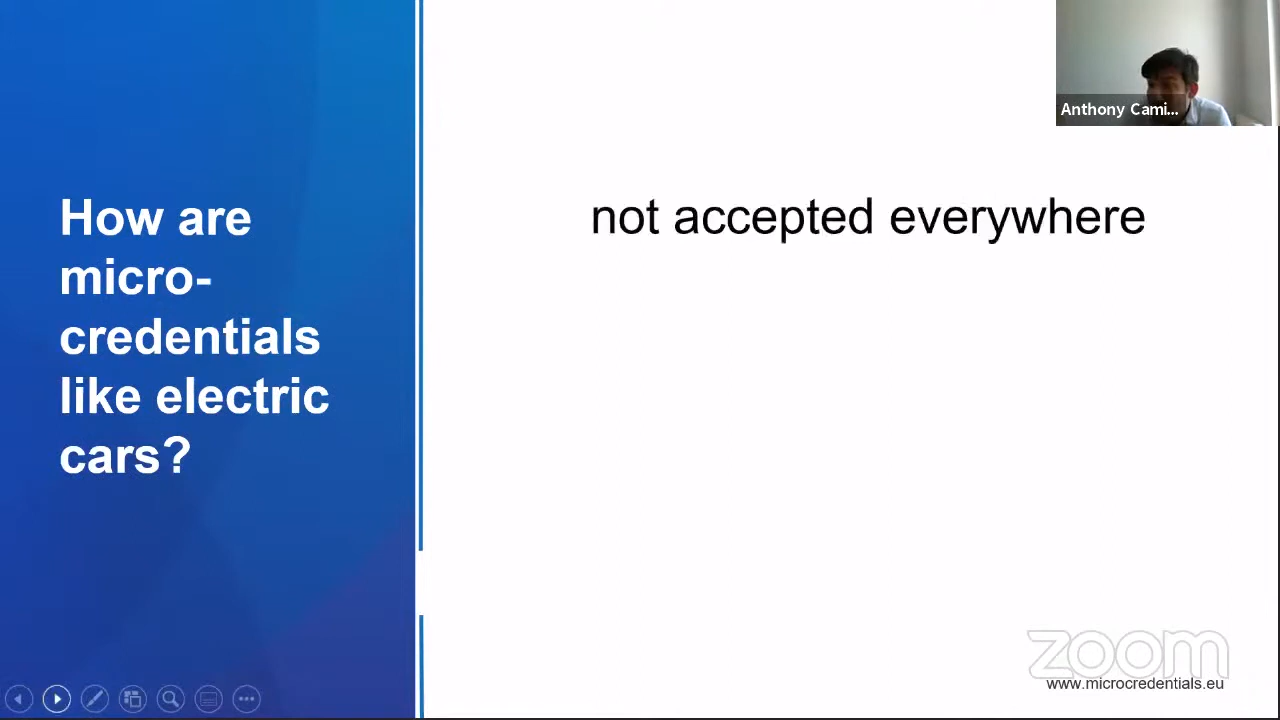 Anthony Cami...
How are
micro-
credentials
like electric
cars?
not accepted everywhere
zoom
www.microcredentials.eu